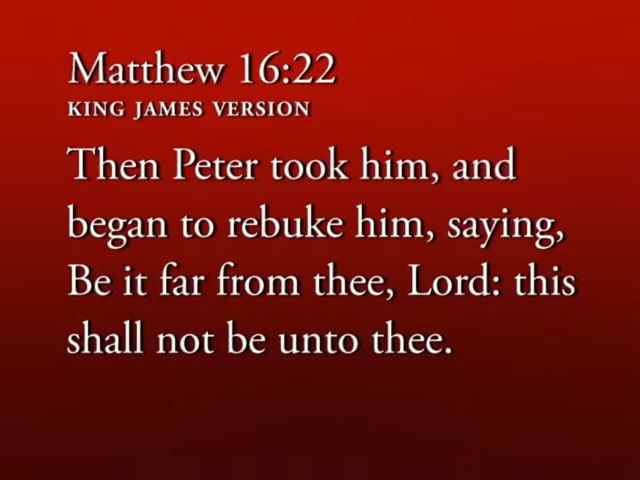 Matthew 16:22
KING JAMES VERSION
Then Peter took him, and
began to rebuke him, saying,
Be it far from thee, Lord: this
shall not be unto thee.